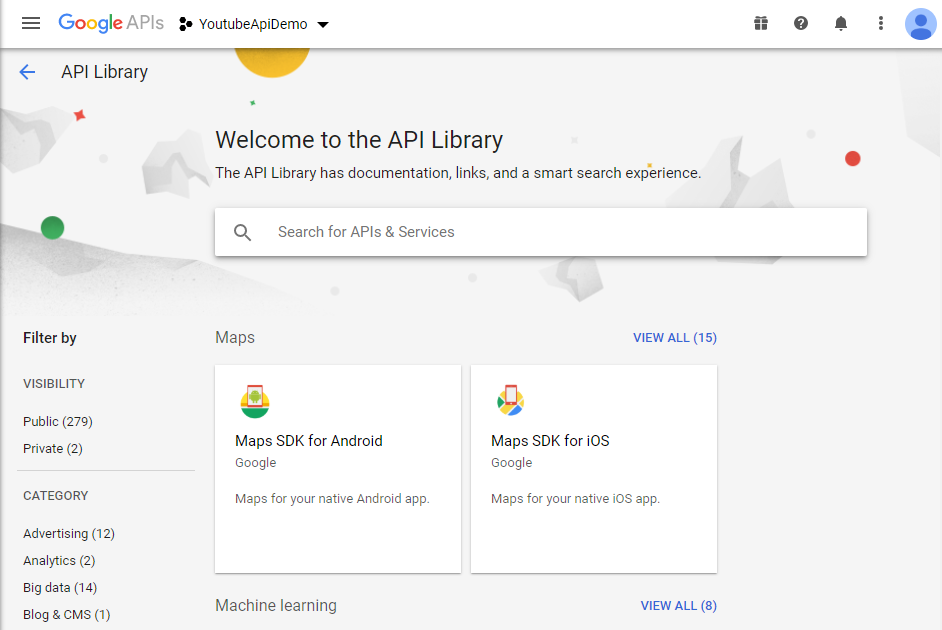 Google APIs YoutubeApiDemo
API Library
Welcome to the API Library
The API Library has documentation, links, and a smart search experience.
Search for APIs & Services
Filter by
VISIBILITY
Public (279)
Private (2)
CATEGORY
Advertising (12)
Analytics (2)
Big data (14)
Blog & CMS (1)
Maps VIEW ALL (15)
Maps SDK for Android
Google
Maps for your native Android app.
Maps SDK for iOS
Google
Maps for your native iOS app.
Machine learning VIEW ALL (8)